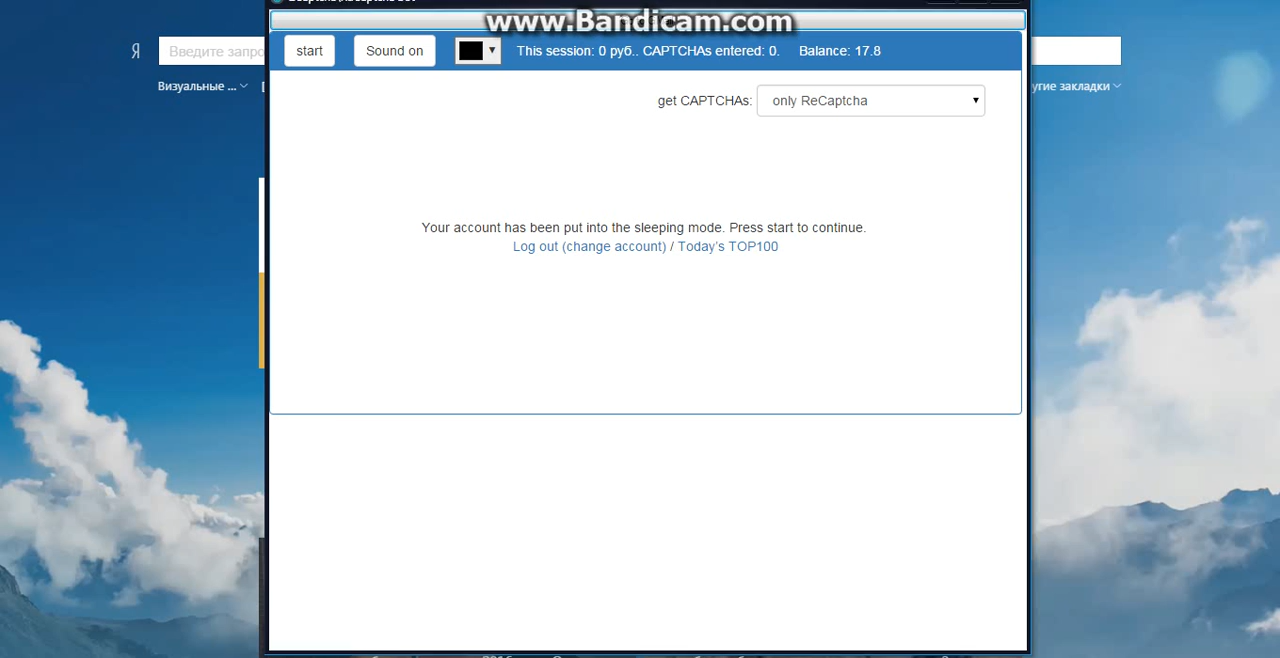 www.Bandicam.com
start Sound on This session: 0 руб.. CAPTCHAs entered: 0. Balance: 17.8
Я Введите запро
Визуальные ... угие закладки
get CAPTCHAs: only ReCaptcha
Your account has been put into the sleeping mode. Press start to continue.
Log out (change account) / Today's TOP100